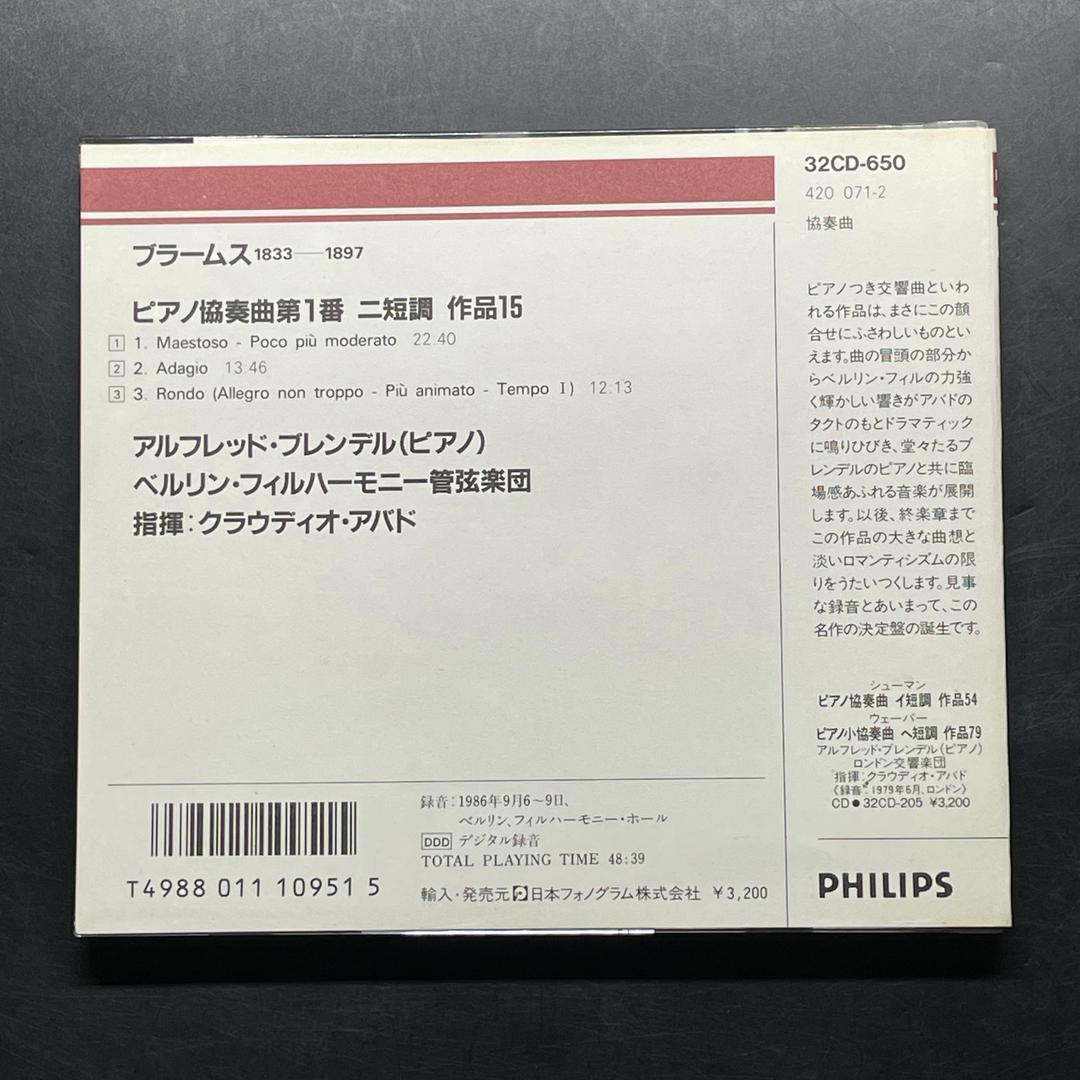 ブラームス 1833——1897
ピアノ協奏曲第1番 ニ短調 作品15
1 1. Maestoso - Poco più moderato 22:40
2 2. Adagio 13:46
3 3. Rondo (Allegro non troppo - Più animato - Tempo I) 12:13
アルフレッド・ブレンデル(ピアノ)
ベルリン・フィルハーモニー管弦楽団
指揮:クラウディオ・アバド
T4988 011 10951 5
録音:1986年9月6〜9日、
ベルリン、フィルハーモニー・ホール
DDD デジタル録音
TOTAL PLAYING TIME 48:39
輸入・発売元 日本フォノグラム株式会社 ¥3,200
32CD-650
420 071-2
協奏曲
ピアノつき交響曲といわ
れる作品は、まさにこの顔
合せにふさわしいものとい
えます。曲の冒頭の部分か
らベルリン・フィルの力強
く輝かしい響きがアバドの
タクトのもとドラマティック
に鳴りひびき、堂々たるブ
レンデルのピアノと共に臨
場感あふれる音楽が展開
します。以後、終楽章まで
この作品の大きな曲想と
淡いロマンティシズムの限
りをうたいつくします。見事
な録音とあいまって、この
名作の決定盤の誕生です。
シューマン
ピアノ協奏曲 イ短調 作品54
ウェーバー
ピアノ小協奏曲 ヘ短調 作品79
アルフレッド・ブレンデル(ピアノ)
ロンドン交響楽団
指揮:クラウディオ・アバド
《録音:1979年6月、ロンドン》
CD●32CD-205 ¥3,200
PHILIPS